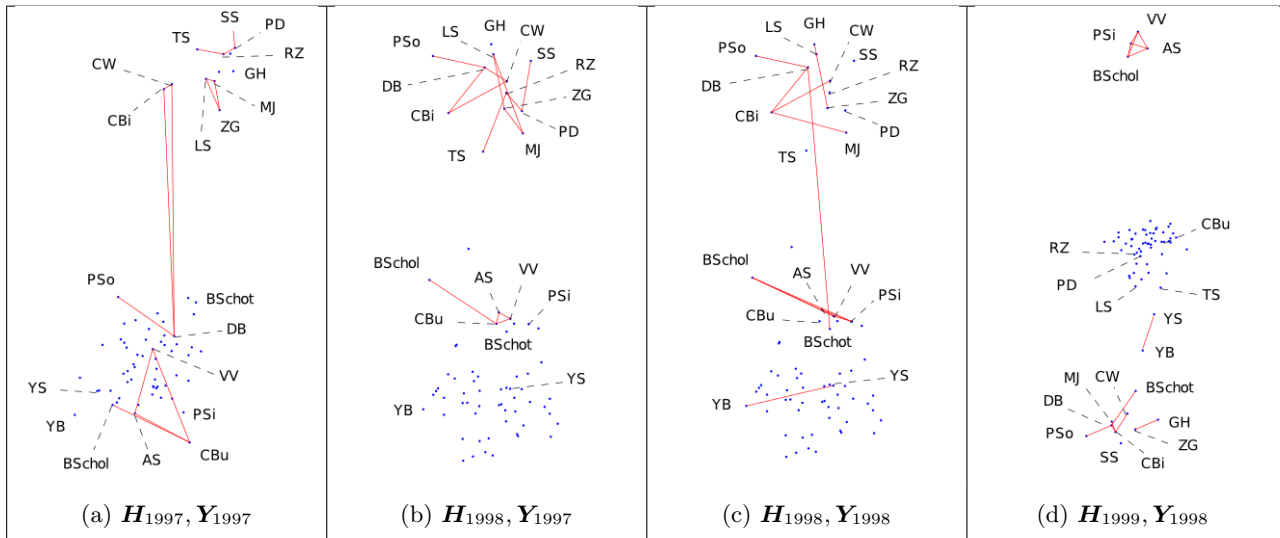 SS
PD
TS
RZ
CW
GH
CBi
MJ
ZG
LS
PSo
BSchot
DB
VV
YS
PSi
YB
BSchol
AS
CBu
(a) H1997, Y1997
GH
LS
CW
PSo
SS
RZ
DB
ZG
CBi
PD
MJ
TS
VV
BSchol
AS
PSi
CBu
BSchot
YS
YB
(b) H1998, Y1997
GH
LS
CW
PSo
SS
RZ
DB
ZG
CBi
PD
MJ
TS
VV
BSchol
AS
PSi
CBu
BSchot
YS
YB
(c) H1998, Y1998
VV
PSi
AS
BSchol
CBu
RZ
PD
LS
TS
YS
YB
MJ
CW
BSchot
DB
GH
PSo
ZG
SS
CBi
(d) H1999, Y1998